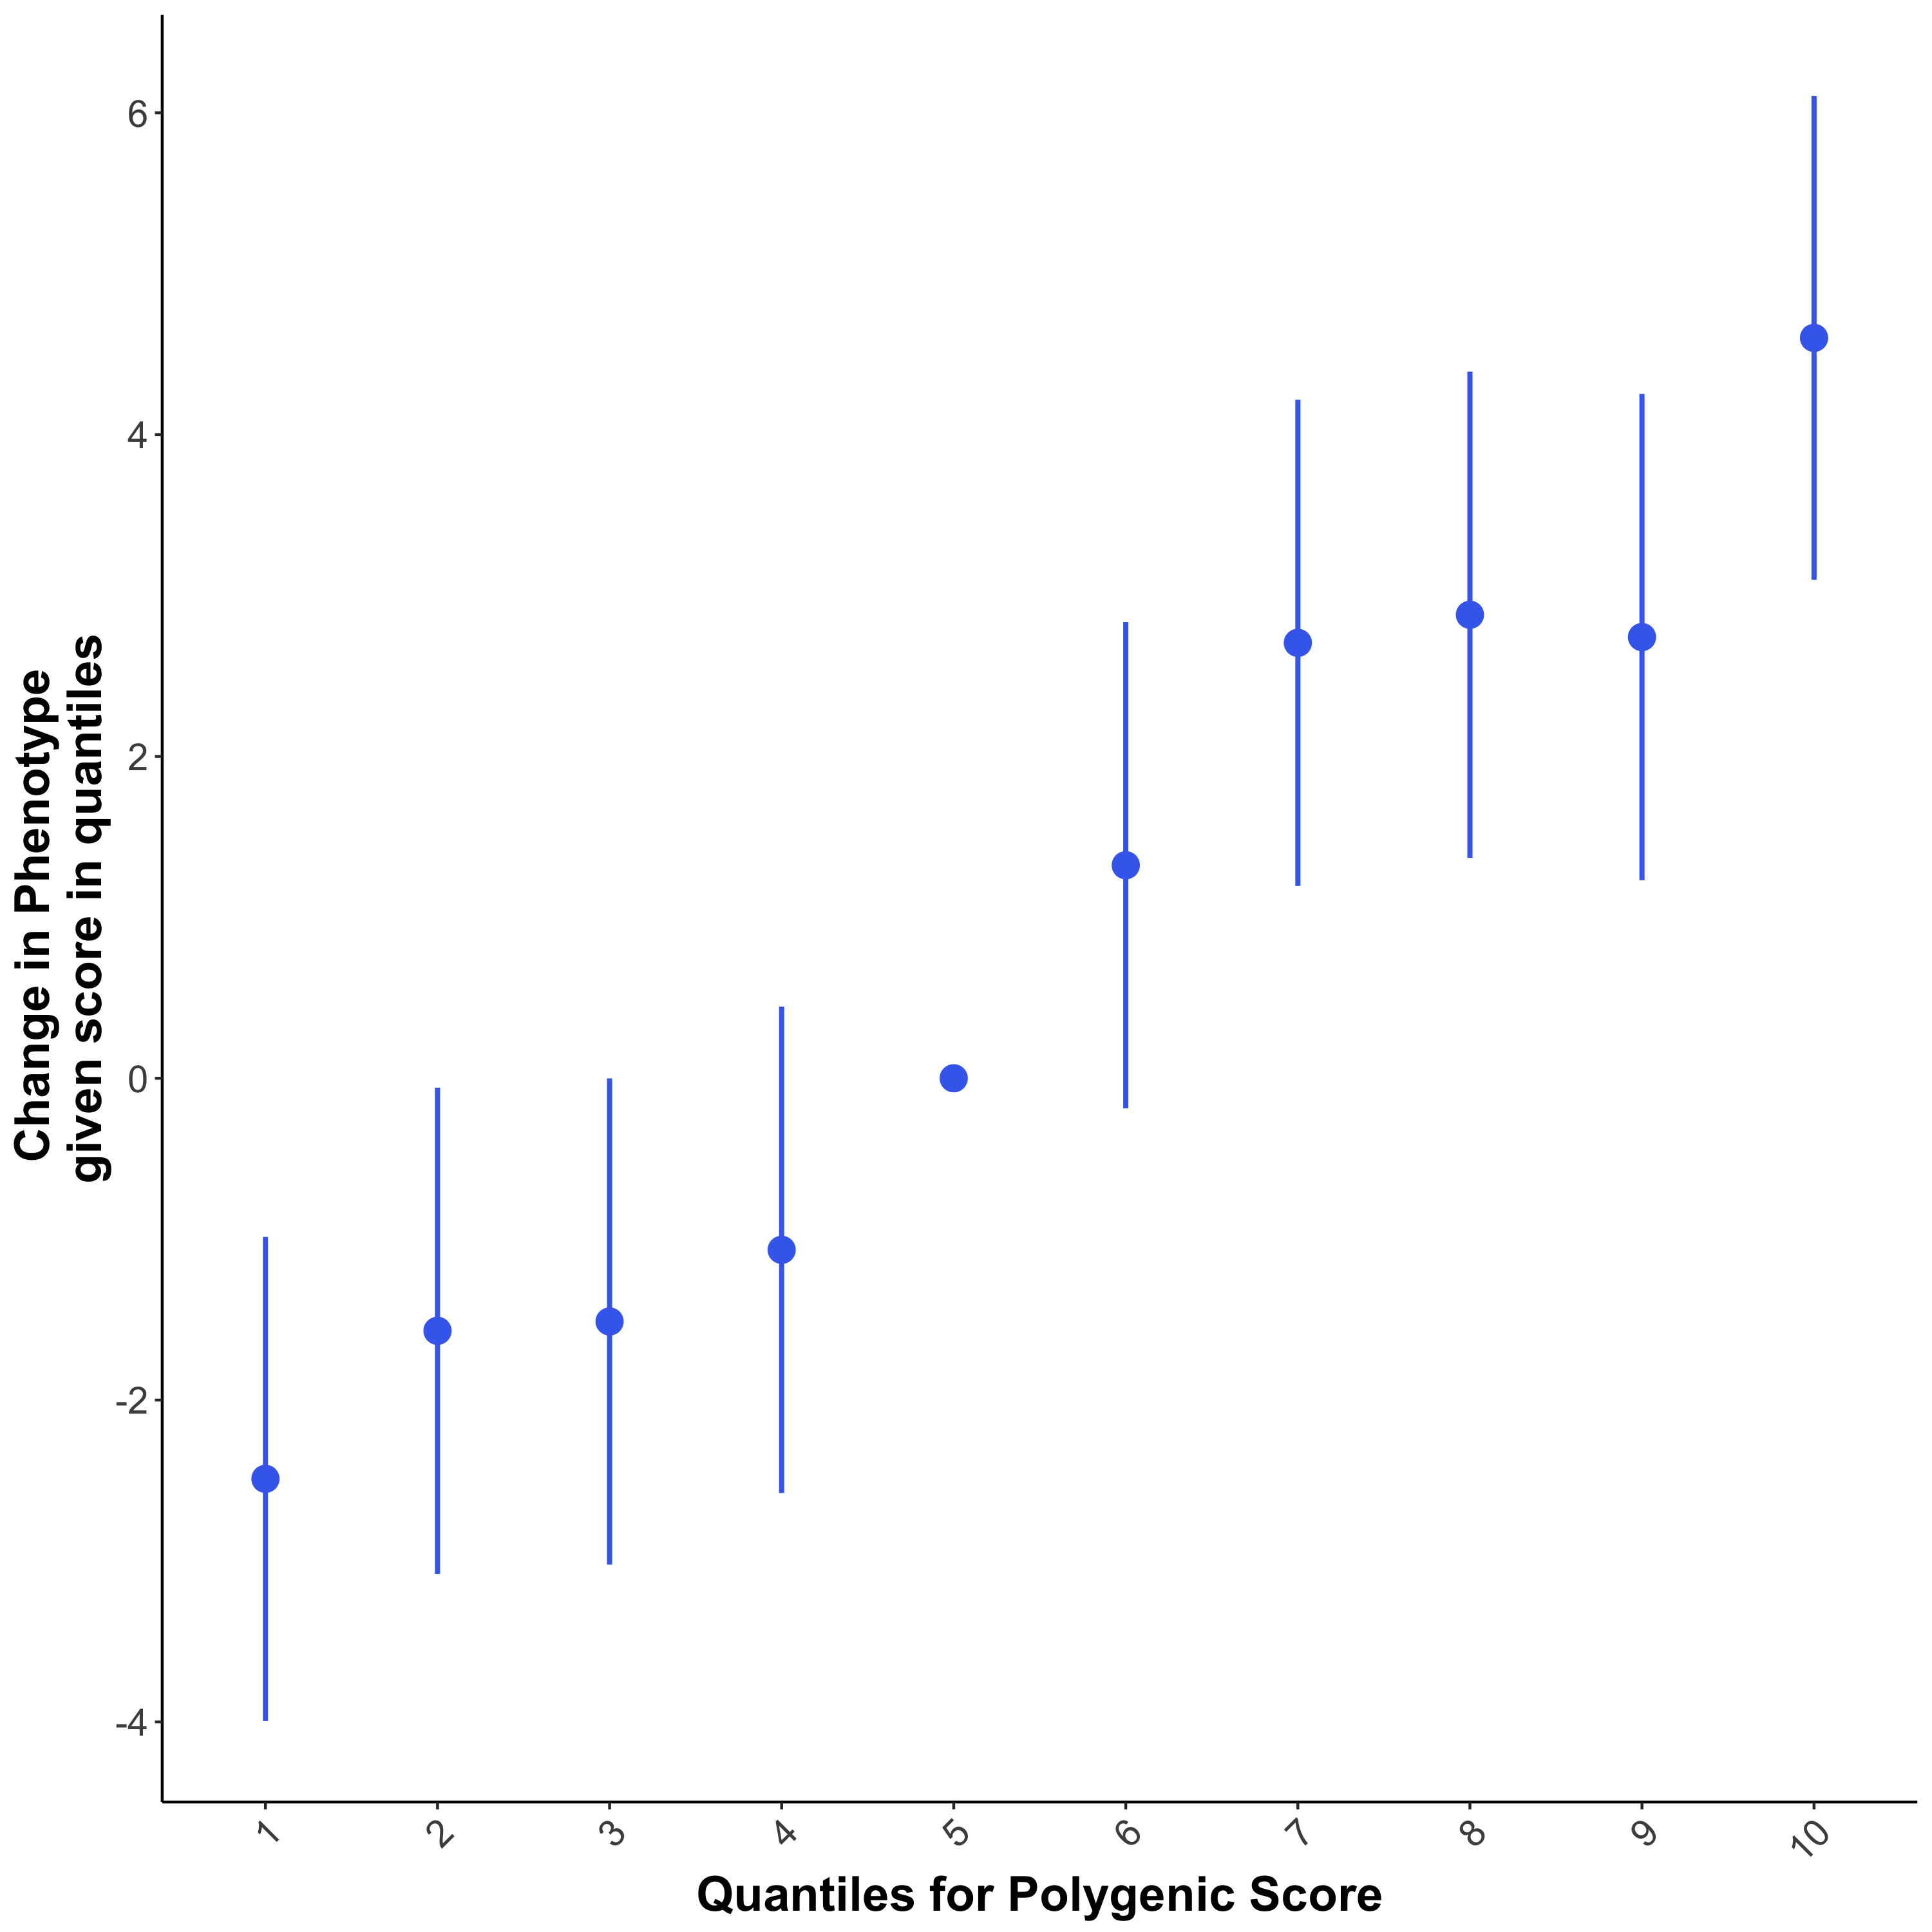 Change in Phenotype
given score in quantiles
6
4
2
0
-2
-4
1 2 3 4 5 6 7 8 9 10
Quantiles for Polygenic Score